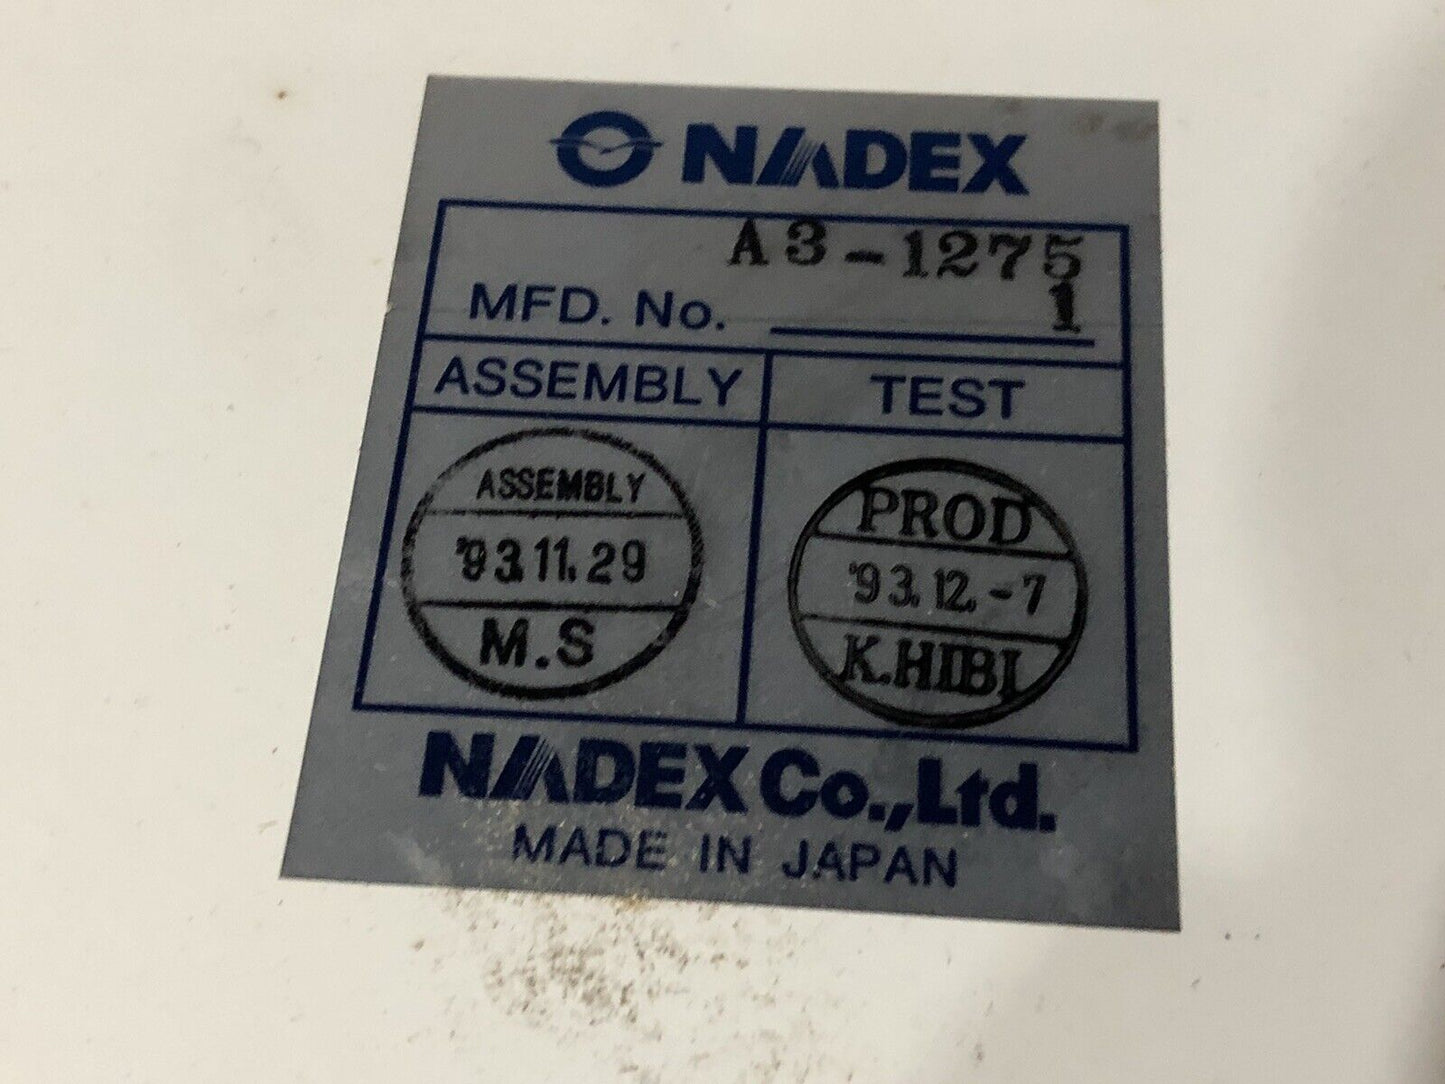 NADEX
A3-1275
MFD. No. 1
ASSEMBLY TEST
ASSEMBLY
'93.11.29
M.S
PROD
'93.12.-7
K.HIBI
NADEX Co.,Ltd.
MADE IN JAPAN